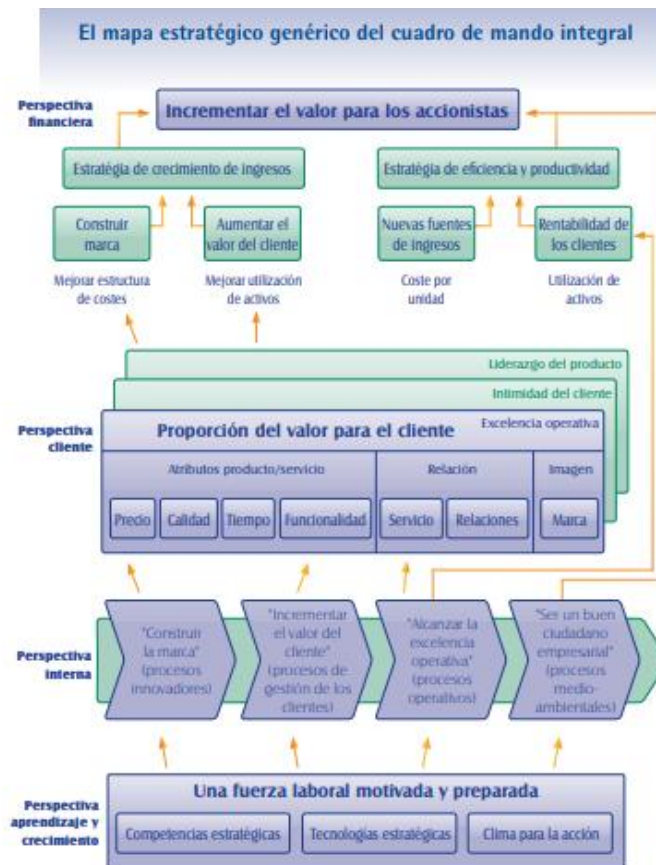 El mapa estratégico genérico del cuadro de mando integral
Perspectiva
financiera
Incrementar el valor para los accionistas
Estratégia de crecimiento de ingresos
Estratégia de eficiencia y productividad
Construir
marca
Aumentar el
valor del cliente
Nuevas fuentes
de ingresos
Rentabilidad de
los clientes
Mejorar estructura
de costes
Mejorar utilización
de activos
Coste por
unidad
Utilización de
activos
Liderazgo del producto
Intimidad del cliente
Excelencia operativa
Perspectiva
cliente
Proporción del valor para el cliente
Atributos producto/servicio
Relación
Imagen
Precio
Calidad
Tiempo
Funcionalidad
Servicio
Relaciones
Marca
Perspectiva
interna
"Construir
la marca"
(procesos
innovadores)
"Incrementar
el valor del
cliente"
(procesos de
gestión de los
clientes)
"Alcanzar la
excelencia
operativa"
(procesos
operativos)
"Ser un buen
ciudadano
empresarial"
(procesos
medio-
ambientales)
Perspectiva
aprendizaje y
crecimiento
Una fuerza laboral motivada y preparada
Competencias estratégicas
Tecnologías estratégicas
Clima para la acción